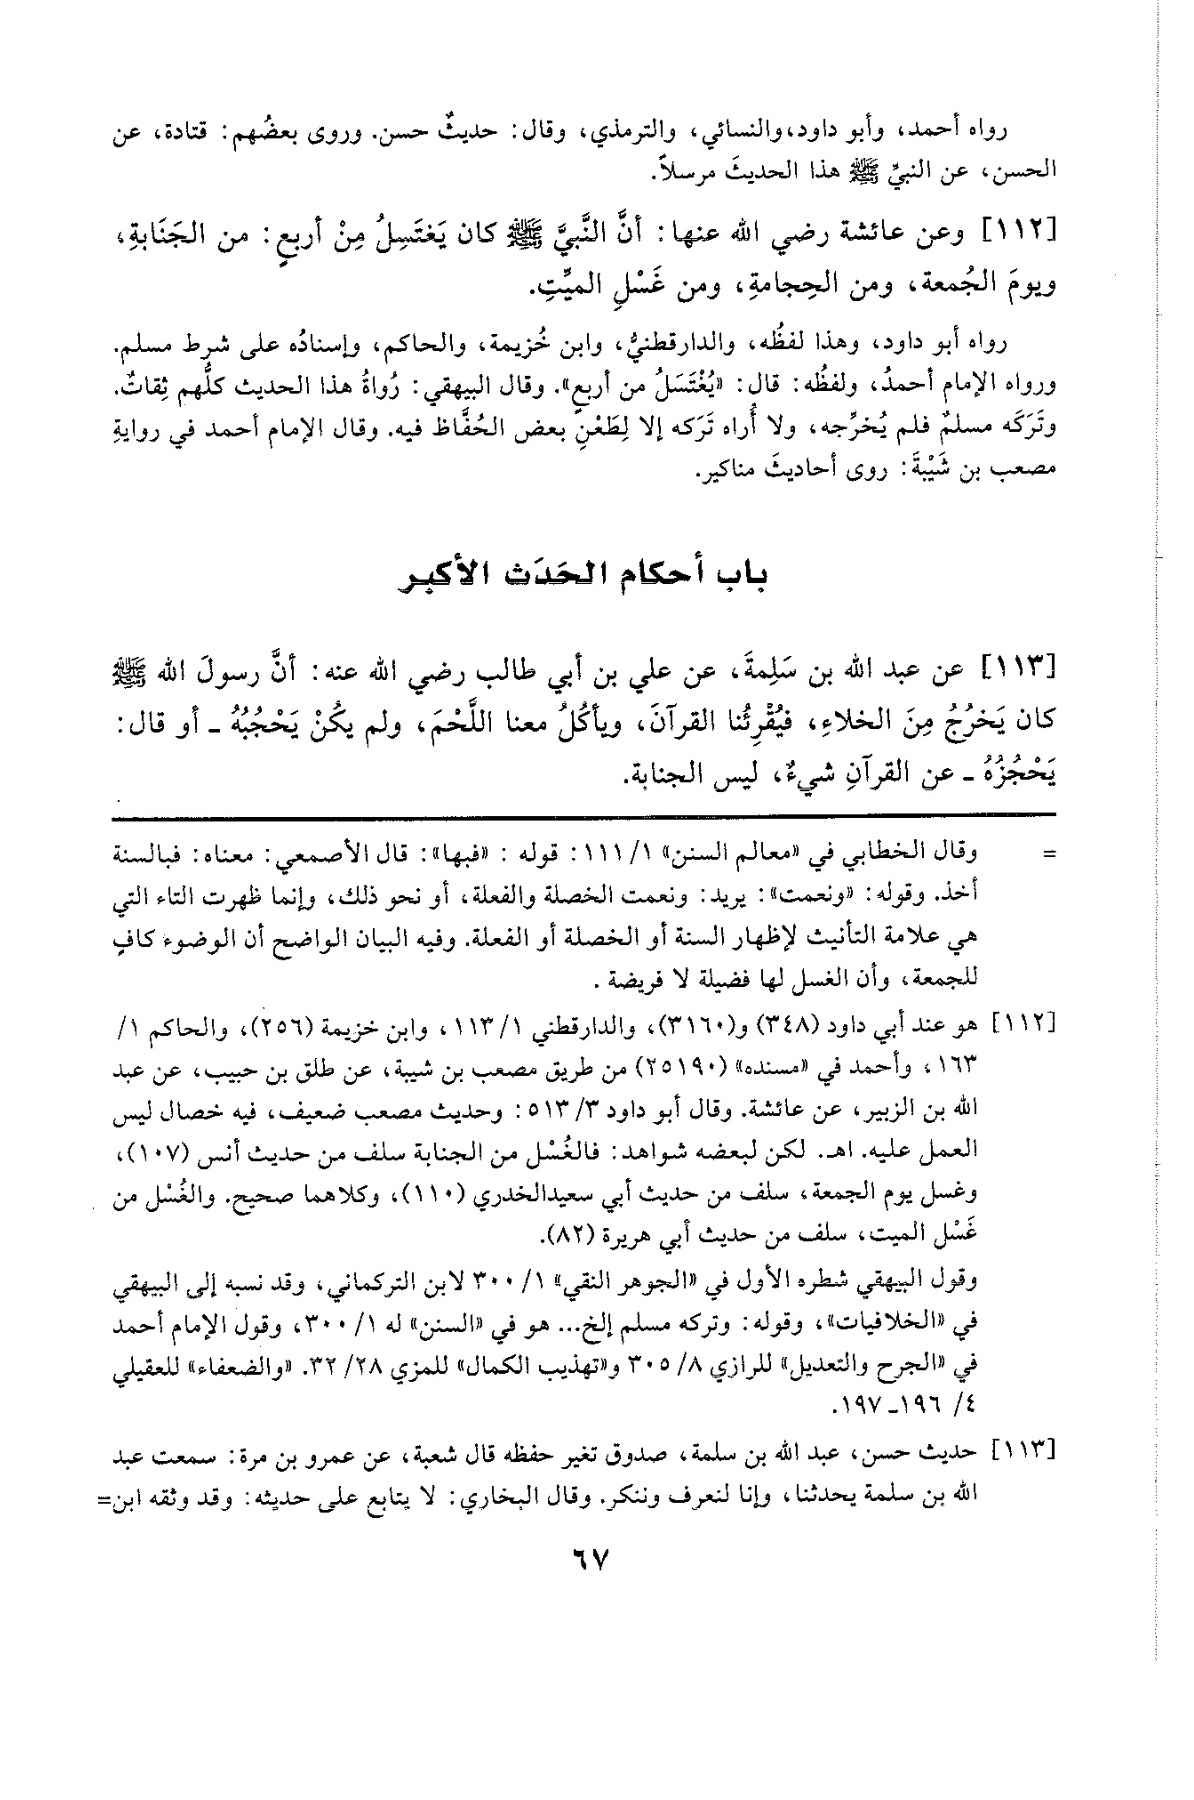 رواه أحمد، وأبو داود،والنسائي، والترمذي، وقال: حديثٌ حسن. وروى بعضُهم: قتادة، عن
الحسن، عن النبيِّ ﷺ هذا الحديثَ مرسلاً.
[١١٢] وعن عائشة رضي الله عنها: أنَّ النَّبيَّ ﷺ كان يَغتَسِلُ مِنْ أربعٍ: من الجَنَابةِ،
ويومَ الجُمعة، ومن الحِجامةِ، ومن غَسْلِ الميِّتِ.
رواه أبو داود، وهذا لفظُه، والدارقطنيُّ، وابن خُزيمة، والحاكم، وإسنادُه على شرط مسلم.
ورواه الإمام أحمدُ، ولفظُه: قال: «يُغْتَسَلُ من أربعٍ». وقال البيهقي: رُواةُ هذا الحديث كلُّهم ثِقاتٌ.
وتَرَكَه مسلمٌ فلم يُخرِّجه، ولا أُراه تَركه إلا لِطَعْنِ بعض الحُفَّاظ فيه. وقال الإمام أحمد في روايةِ
مصعب بن شَيْبةَ: روى أحاديثَ مناكير.
باب أحكام الحَدَث الأكبر
[١١٣] عن عبد الله بن سَلِمةَ، عن علي بن أبي طالب رضي الله عنه: أنَّ رسولَ الله ﷺ
كان يَخرُجُ مِنَ الخلاءِ، فيُقْرِئُنا القرآنَ، ويأكُلُ معنا اللَّحْمَ، ولم يكُنْ يَحْجُبُهُ ـ أو قال:
يَحْجُزُهُ ـ عن القرآنِ شيءٌ، ليس الجنابة.
= وقال الخطابي في «معالم السنن» ١/ ١١١: قوله : «فبها»: قال الأصمعي: معناه: فبالسنة
أخذ. وقوله: «ونعمت»: يريد: ونعمت الخصلة والفعلة، أو نحو ذلك، وإنما ظهرت التاء التي
هي علامة التأنيث لإظهار السنة أو الخصلة أو الفعلة. وفيه البيان الواضح أن الوضوء كافٍ
للجمعة، وأن الغسل لها فضيلة لا فريضة .
[١١٢] هو عند أبي داود (٣٤٨) و(٣١٦٠)، والدارقطني ١/ ١١٣، وابن خزيمة (٢٥٦)، والحاكم ١/
١٦٣، وأحمد في «مسنده» (٢٥١٩٠) من طريق مصعب بن شيبة، عن طلق بن حبيب، عن عبد
الله بن الزبير، عن عائشة. وقال أبو داود ٣/ ٥١٣: وحديث مصعب ضعيف، فيه خصال ليس
العمل عليه. اهـ. لكن لبعضه شواهد: فالغُسْل من الجنابة سلف من حديث أنس (١٠٧)،
وغسل يوم الجمعة، سلف من حديث أبي سعيدالخدري (١١٠)، وكلاهما صحيح. والغُسْل من
غَسْل الميت، سلف من حديث أبي هريرة (٨٢).
وقول البيهقي شطره الأول في «الجوهر النقي» ١/ ٣٠٠ لابن التركماني، وقد نسبه إلى البيهقي
في «الخلافيات»، وقوله: وتركه مسلم إلخ... هو في «السنن» له ١/ ٣٠٠، وقول الإمام أحمد
في «الجرح والتعديل» للرازي ٨/ ٣٠٥ و«تهذيب الكمال» للمزي ٢٨/ ٣٢. «والضعفاء» للعقيلي
٤/ ١٩٦ـ١٩٧.
[١١٣] حديث حسن، عبد الله بن سلمة، صدوق تغير حفظه قال شعبة، عن عمرو بن مرة: سمعت عبد
الله بن سلمة يحدثنا، وإنا لنعرف وننكر. وقال البخاري: لا يتابع على حديثه: وقد وثقه ابن=
٦٧